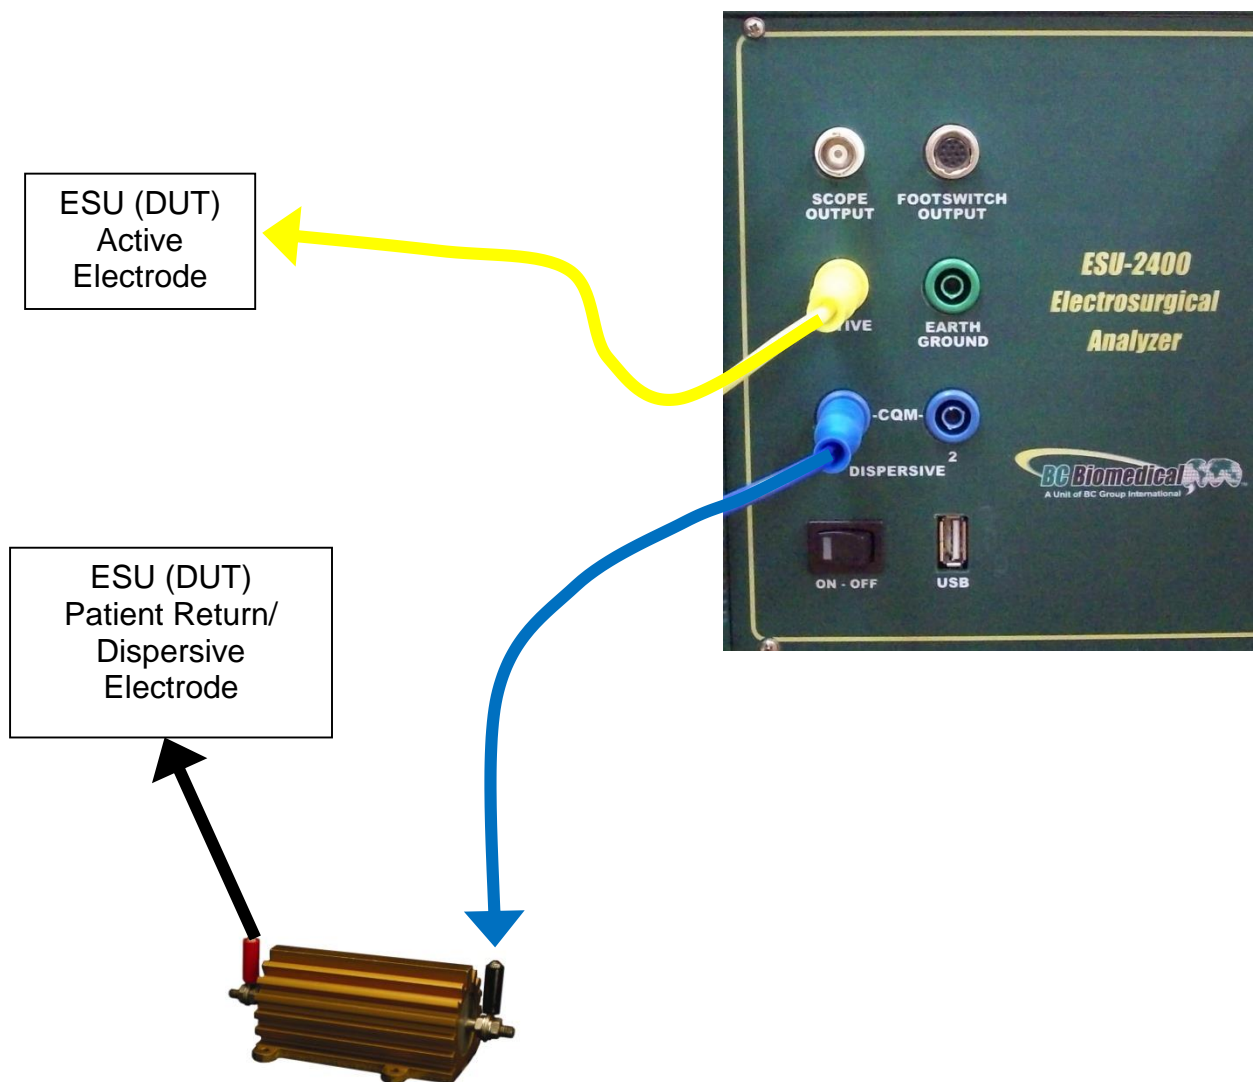 ESU (DUT)
Active
Electrode
SCOPE
OUTPUT
FOOTSWITCH
OUTPUT
EARTH
GROUND
ESU-2400
Electrosurgical
Analyzer
-CQM-
2
DISPERSIVE
BC Biomedical
A Unit of BC Group International
ON - OFF
USB
ESU (DUT)
Patient Return/
Dispersive
Electrode